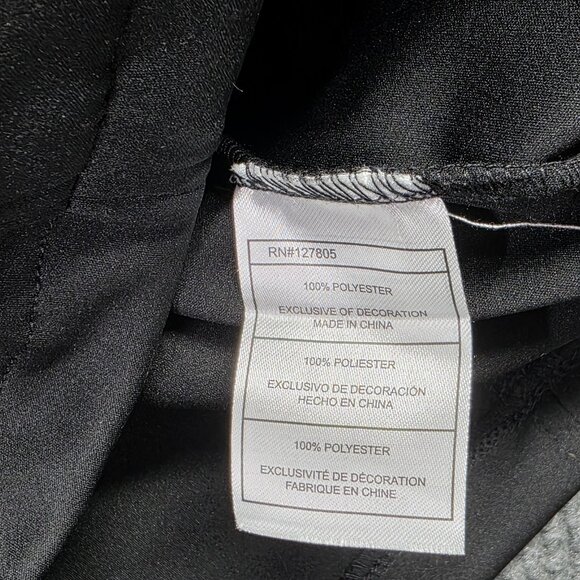 RN#127805
100% POLYESTER
EXCLUSIVE OF DECORATION
MADE IN CHINA
100% POLIESTER
EXCLUSIVO DE DECORACIÓN
HECHO EN CHINA
100% POLYESTER
EXCLUSIVITÉ DE DÉCORATION
FABRIQUE EN CHINE